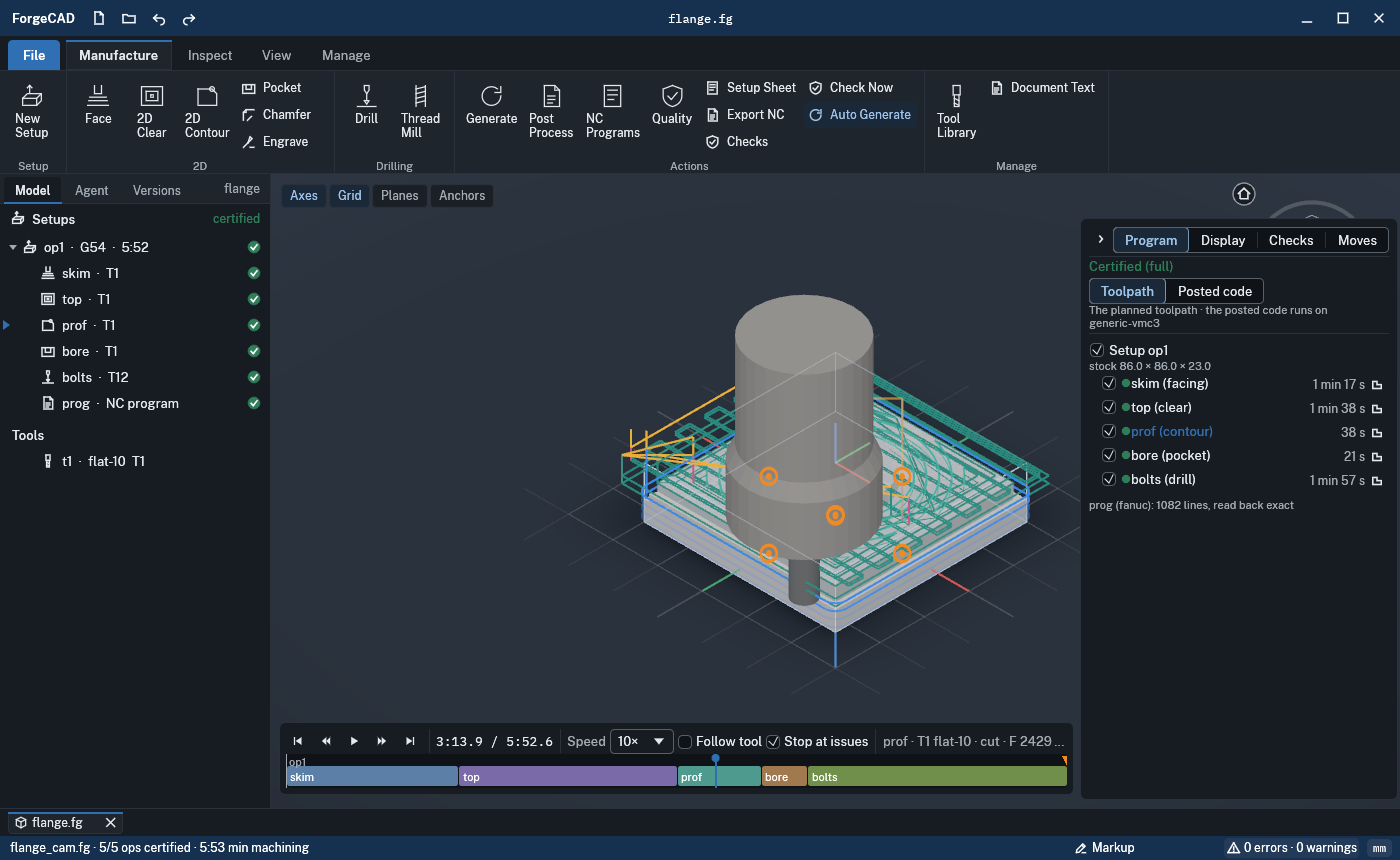 ForgeCAD
flange.fg
File Manufacture Inspect View Manage
New Setup
Face
2D Clear
2D Contour
Pocket
Chamfer
Engrave
Drill
Thread Mill
Generate
Post Process
NC Programs
Quality
Setup Sheet
Export NC
Checks
Check Now
Auto Generate
Tool Library
Document Text
Setup
2D
Drilling
Actions
Manage
Model Agent Versions flange
Setups certified
op1 · G54 · 5:52
skim · T1
top · T1
prof · T1
bore · T1
bolts · T12
prog · NC program
Tools
t1 · flat-10 T1
Axes Grid Planes Anchors
Program Display Checks Moves
Certified (full)
Toolpath Posted code
The planned toolpath · the posted code runs on
generic-vmc3
Setup op1
stock 86.0 × 86.0 × 23.0
skim (facing) 1 min 17 s
top (clear) 1 min 38 s
prof (contour) 38 s
bore (pocket) 21 s
bolts (drill) 1 min 57 s
prog (fanuc): 1082 lines, read back exact
3:13.9 / 5:52.6 Speed 10× Follow tool Stop at issues prof · T1 flat-10 · cut · F 2429 ...
op1
skim top prof bore bolts
flange.fg
flange_cam.fg · 5/5 ops certified · 5:53 min machining Markup 0 errors · 0 warnings mm